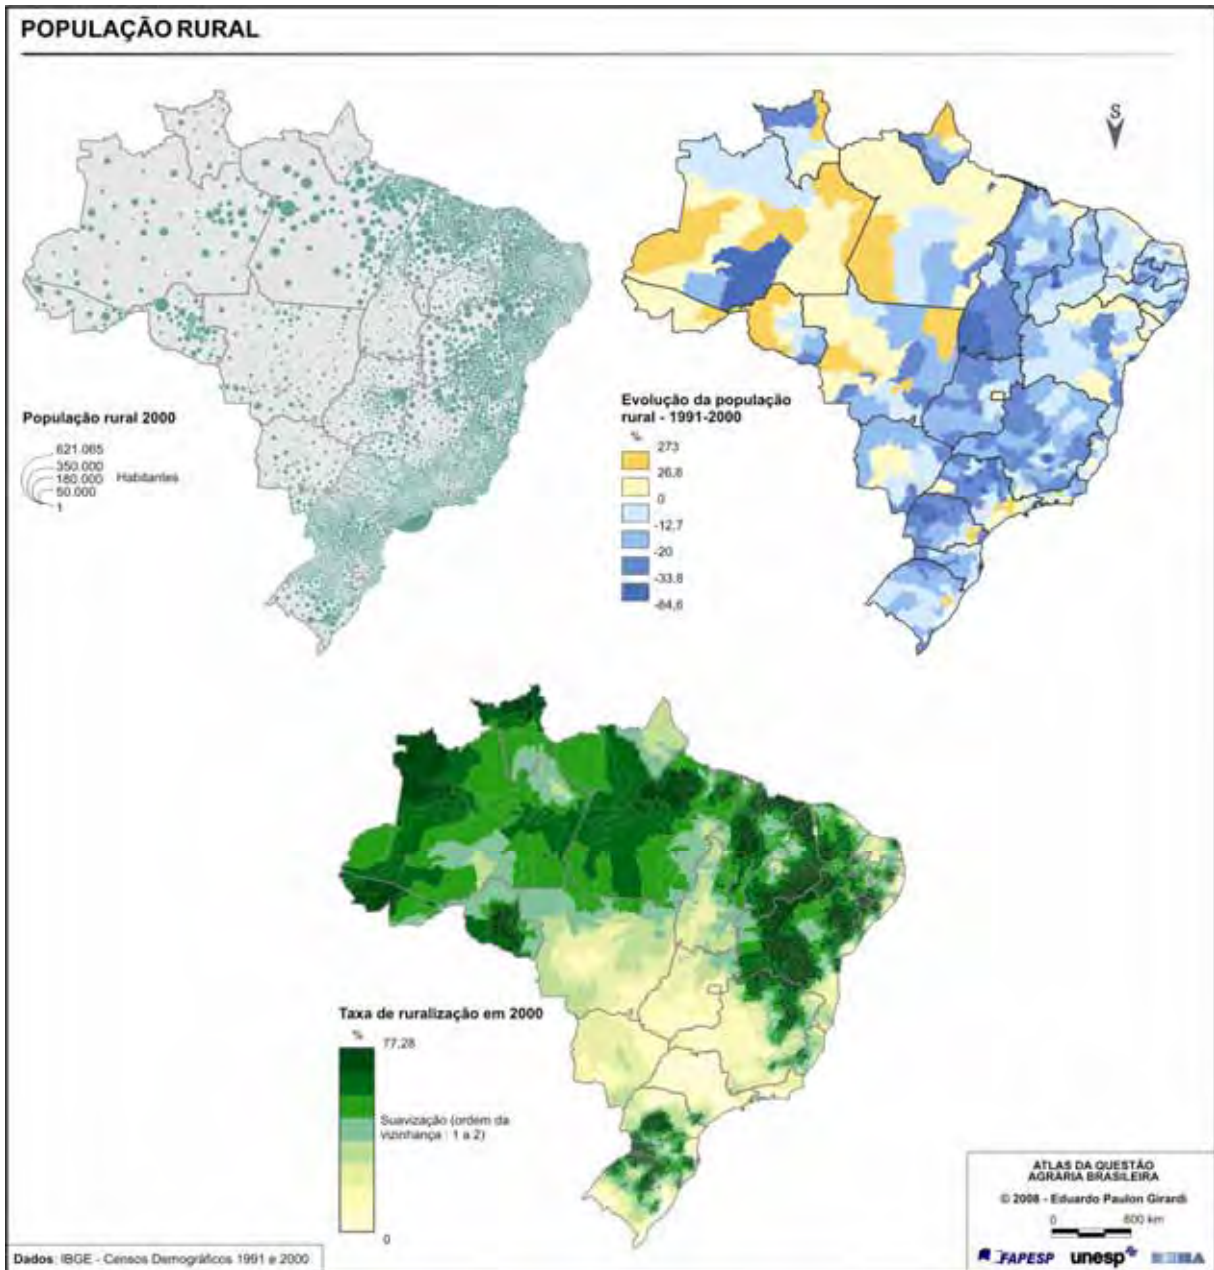 POPULAÇÃO RURAL
S
População rural 2000
621.065
350.000
180.000
50.000
1
Habitantes
Evolução da população
rural - 1991-2000
%
273
26,8
0
-12,7
-20
-33,8
-84,6
Taxa de ruralização em 2000
%
77,28
Suavização (ordem da
vizinhança : 1 a 2)
0
ATLAS DA QUESTÃO
AGRARIA BRASILEIRA
© 2008 - Eduardo Paulon Girardi
0 600 km
FAPESP unesp
Dados: IBGE - Censos Demográficos 1991 e 2000